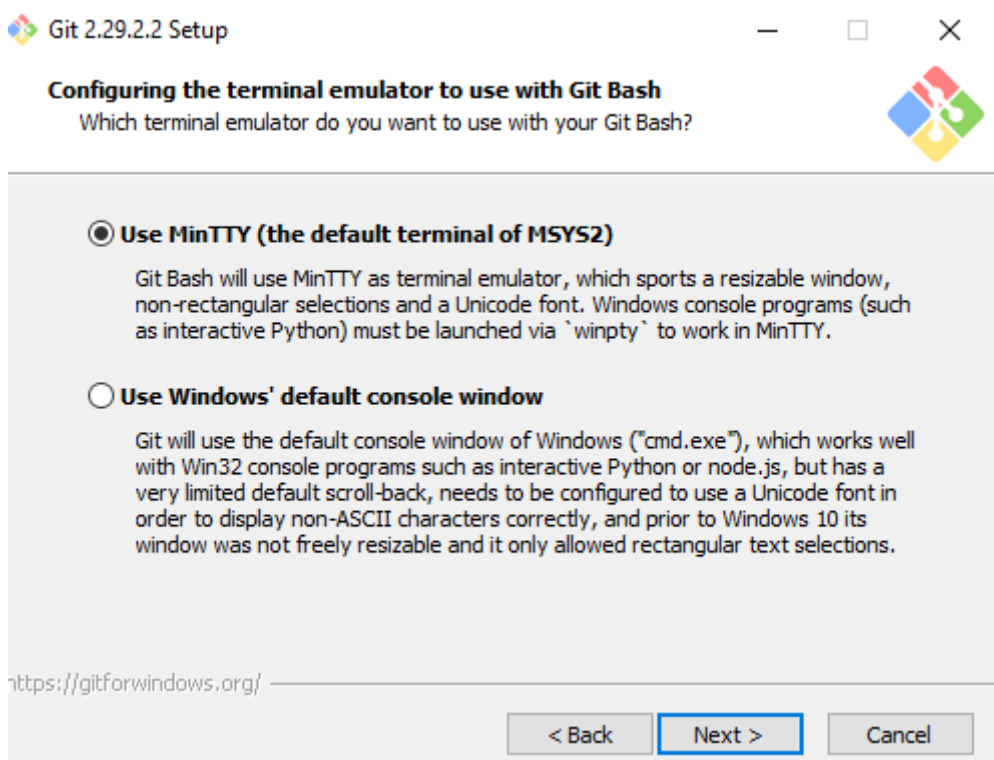 Git 2.29.2.2 Setup
Configuring the terminal emulator to use with Git Bash
Which terminal emulator do you want to use with your Git Bash?
Use MinTTY (the default terminal of MSYS2)
Git Bash will use MinTTY as terminal emulator, which sports a resizable window,
non-rectangular selections and a Unicode font. Windows console programs (such
as interactive Python) must be launched via `winpty` to work in MinTTY.
Use Windows' default console window
Git will use the default console window of Windows ("cmd.exe"), which works well
with Win32 console programs such as interactive Python or node.js, but has a
very limited default scroll-back, needs to be configured to use a Unicode font in
order to display non-ASCII characters correctly, and prior to Windows 10 its
window was not freely resizable and it only allowed rectangular text selections.
https://gitforwindows.org/
< Back Next > Cancel